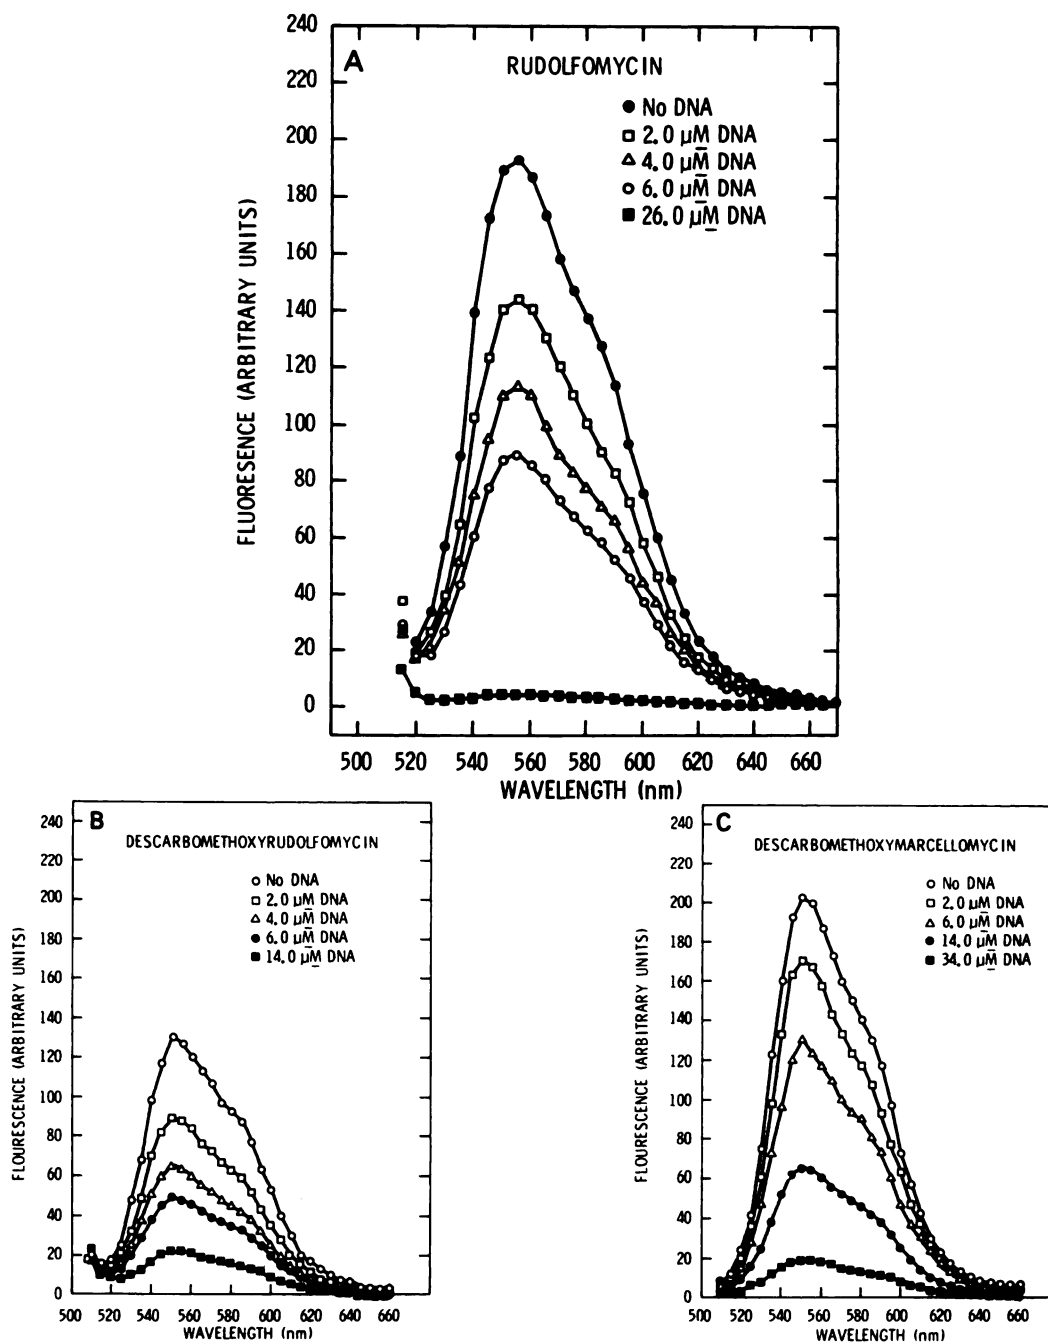 A
RUDOLFOMYCIN
No DNA
2.0 µM DNA
4.0 µM DNA
6.0 µM DNA
26.0 µM DNA
240
220
200
180
160
140
120
100
80
60
40
20
0
FLUORESENCE (ARBITRARY UNITS)
500 520 540 560 580 600 620 640 660
WAVELENGTH (nm)
B
DESCARBOMETHOXYRUDOLFOMYCIN
No DNA
2.0 µM DNA
4.0 µM DNA
6.0 µM DNA
14.0 µM DNA
240
220
200
180
160
140
120
100
80
60
40
20
0
FLOURESCENCE (ARBITRARY UNITS)
500 520 540 560 580 600 620 640 660
WAVELENGTH (nm)
C
DESCARBOMETHOXYMARCELLOMYCIN
No DNA
2.0 µM DNA
6.0 µM DNA
14.0 µM DNA
34.0 µM DNA
240
220
200
180
160
140
120
100
80
60
40
20
0
FLOURESCENCE (ARBITRARY UNITS)
500 520 540 560 580 600 620 640 660
WAVELENGTH (nm)